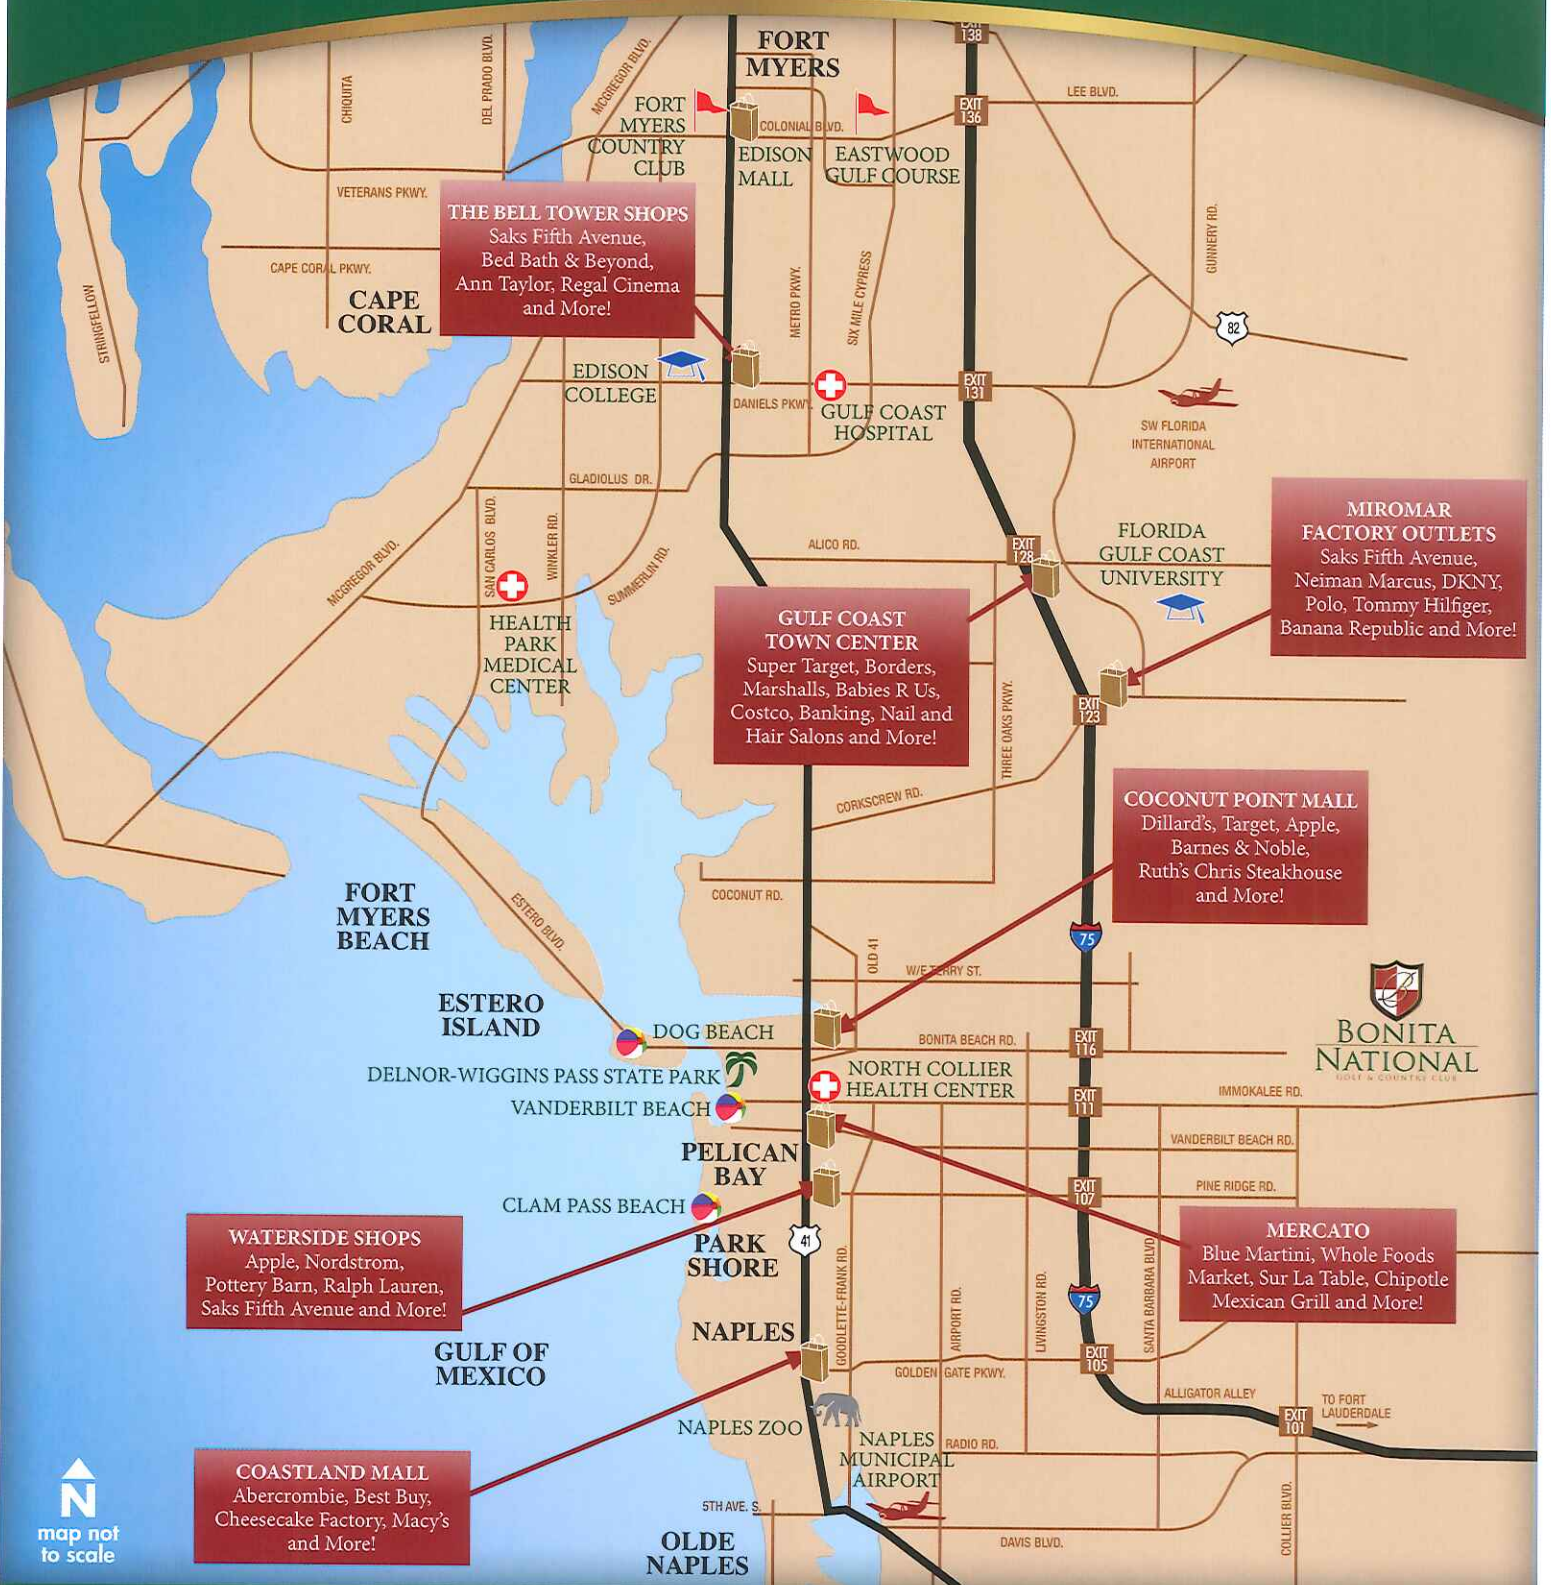 EXIT
138
FORT
MYERS
CHIQUITA
DEL PRADO BLVD.
MCGREGOR BLVD.
LEE BLVD.
EXIT
136
FORT
MYERS
COUNTRY
CLUB
COLONIAL BLVD.
EDISON
MALL
EASTWOOD
GULF COURSE
VETERANS PKWY.
THE BELL TOWER SHOPS
Saks Fifth Avenue,
Bed Bath & Beyond,
Ann Taylor, Regal Cinema
and More!
GUNNERY RD.
CAPE CORAL PKWY.
CAPE
CORAL
STRINGFELLOW
METRO PKWY.
SIX MILE CYPRESS
82
EDISON
COLLEGE
DANIELS PKWY.
EXIT
131
GULF COAST
HOSPITAL
SW FLORIDA
INTERNATIONAL
AIRPORT
GLADIOLUS DR.
SAN CARLOS BLVD.
WINKLER RD.
MCGREGOR BLVD.
SUMMERLIN RD.
ALICO RD.
EXIT
128
FLORIDA
GULF COAST
UNIVERSITY
MIROMAR
FACTORY OUTLETS
Saks Fifth Avenue,
Neiman Marcus, DKNY,
Polo, Tommy Hilfiger,
Banana Republic and More!
HEALTH
PARK
MEDICAL
CENTER
GULF COAST
TOWN CENTER
Super Target, Borders,
Marshalls, Babies R Us,
Costco, Banking, Nail and
Hair Salons and More!
THREE OAKS PKWY.
EXIT
123
CORKSCREW RD.
COCONUT POINT MALL
Dillard's, Target, Apple,
Barnes & Noble,
Ruth's Chris Steakhouse
and More!
COCONUT RD.
FORT
MYERS
BEACH
ESTERO BLVD.
OLD 41
75
W/E TERRY ST.
ESTERO
ISLAND
DOG BEACH
BONITA BEACH RD.
EXIT
116
BONITA
NATIONAL
GOLF & COUNTRY CLUB
DELNOR-WIGGINS PASS STATE PARK
NORTH COLLIER
HEALTH CENTER
VANDERBILT BEACH
EXIT
111
IMMOKALEE RD.
VANDERBILT BEACH RD.
PELICAN
BAY
EXIT
107
PINE RIDGE RD.
CLAM PASS BEACH
PARK
SHORE
41
WATERSIDE SHOPS
Apple, Nordstrom,
Pottery Barn, Ralph Lauren,
Saks Fifth Avenue and More!
MERCATO
Blue Martini, Whole Foods
Market, Sur La Table, Chipotle
Mexican Grill and More!
GOODLETTE-FRANK RD.
AIRPORT RD.
LIVINGSTON RD.
75
SANTA BARBARA BLVD
NAPLES
GULF OF
MEXICO
EXIT
105
GOLDEN GATE PKWY.
ALLIGATOR ALLEY
TO FORT
LAUDERDALE
EXIT
101
NAPLES ZOO
NAPLES
MUNICIPAL
AIRPORT
RADIO RD.
COASTLAND MALL
Abercrombie, Best Buy,
Cheesecake Factory, Macy's
and More!
N
map not
to scale
5TH AVE. S.
OLDE
NAPLES
DAVIS BLVD.
COLLIER BLVD.